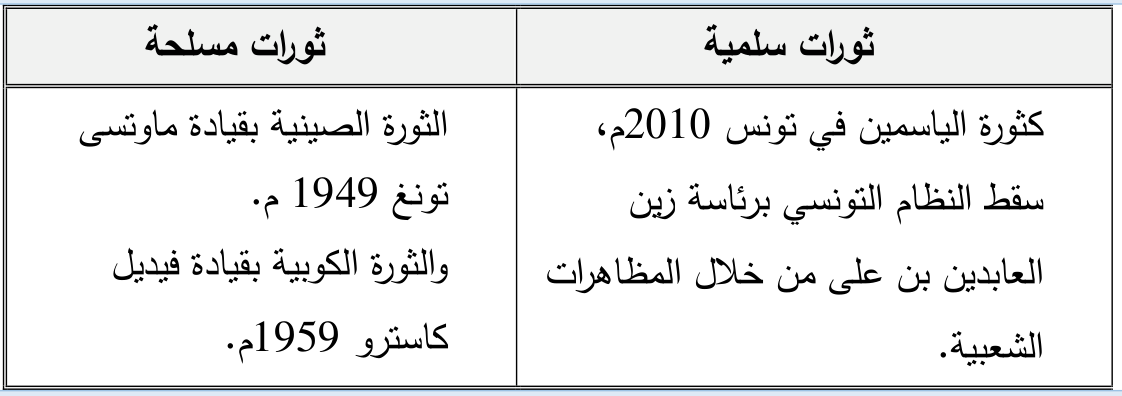 ثورات سلمية
ثورات مسلحة
كثورة الياسمين في تونس 2010م،
سقط النظام التونسي برئاسة زين
العابدين بن على من خلال المظاهرات
الشعبية.
الثورة الصينية بقيادة ماوتسى
تونغ 1949 م.
والثورة الكوبية بقيادة فيديل
كاسترو 1959م.